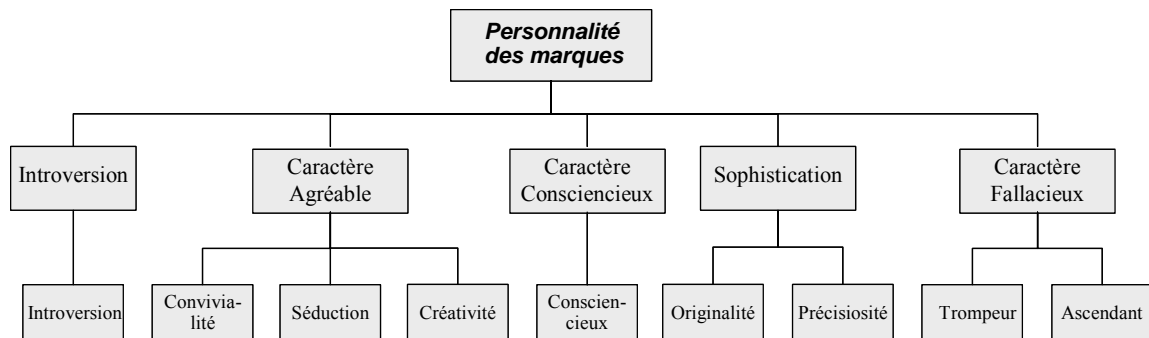 Personnalité
des marques
Introversion
Caractère
Agréable
Caractère
Consciencieux
Sophistication
Caractère
Fallacieux
Introversion
Convivia-
lité
Séduction
Créativité
Conscien-
cieux
Originalité
Précisiosité
Trompeur
Ascendant